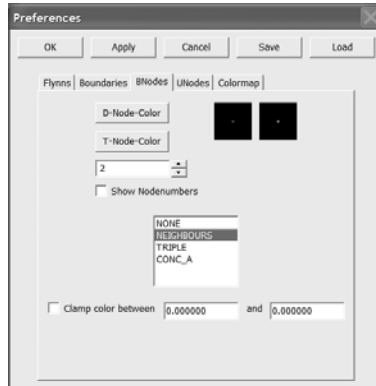 Preferences
OK Apply Cancel Save Load
Flynns Boundaries BNodes UNodes Colormap
D-Node-Color
T-Node-Color
2
Show Nodenumbers
NONE
NEIGHBOURS
TRIPLE
CONC_A
Clamp color between 0.000000 and 0.000000